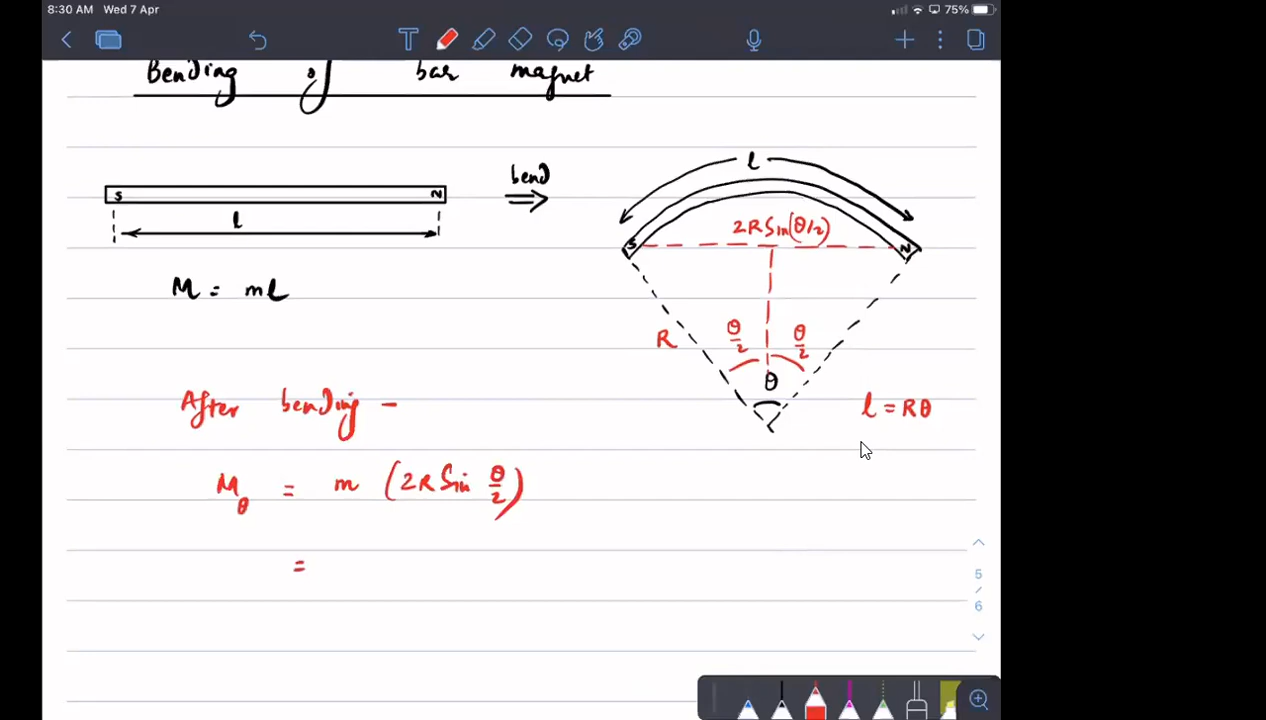 8:30 AM Wed 7 Apr
75%
Bending of bar magnet
S N
l
bend
⇒
l
2R Sin(θ/2)
S N
M = ml
R
θ/2 θ/2
θ
l = Rθ
After bending -
Mθ = m (2R Sin θ/2)
=
5
/
6